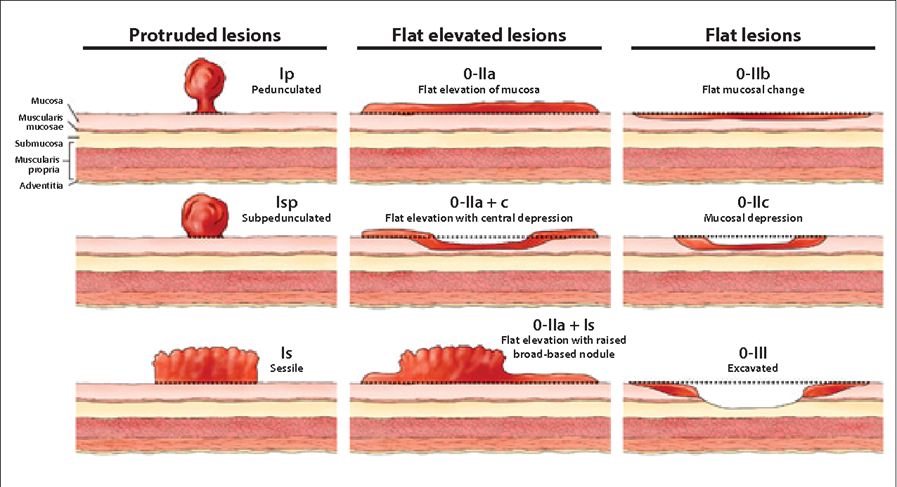 Protruded lesions
Flat elevated lesions
Flat lesions
Ip
Pedunculated
0-IIa
Flat elevation of mucosa
0-IIb
Flat mucosal change
Mucosa
Muscularis
mucosae
Submucosa
Muscularis
propria
Adventitia
Isp
Subpedunculated
0-IIa + c
Flat elevation with central depression
0-IIc
Mucosal depression
Is
Sessile
0-IIa + Is
Flat elevation with raised
broad-based nodule
0-III
Excavated